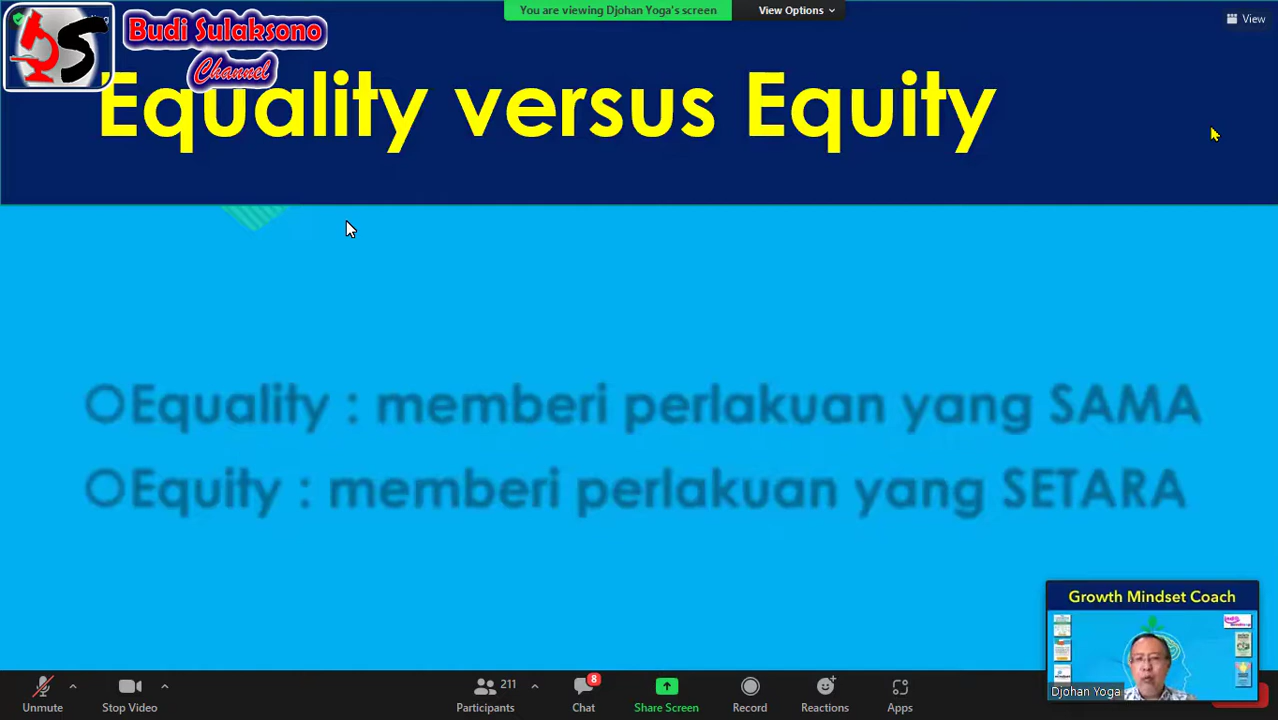 You are viewing Djohan Yoga's screen
View Options
View
Budi Sulaksono
Channel
Equality versus Equity
Equality : memberi perlakuan yang SAMA
Equity : memberi perlakuan yang SETARA
Growth Mindset Coach
Djohan Yoga
Unmute
Stop Video
211
Participants
8
Chat
Share Screen
Record
Reactions
Apps